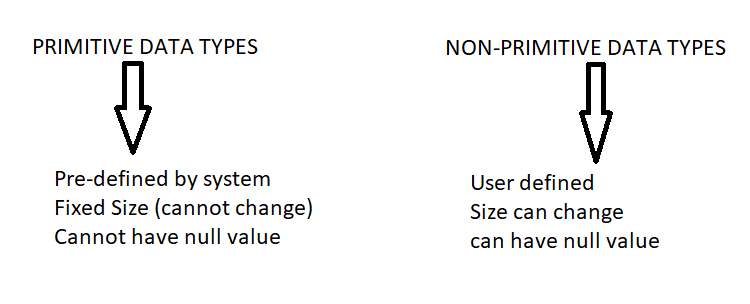 PRIMITIVE DATA TYPES
Pre-defined by system
Fixed Size (cannot change)
Cannot have null value
NON-PRIMITIVE DATA TYPES
User defined
Size can change
can have null value